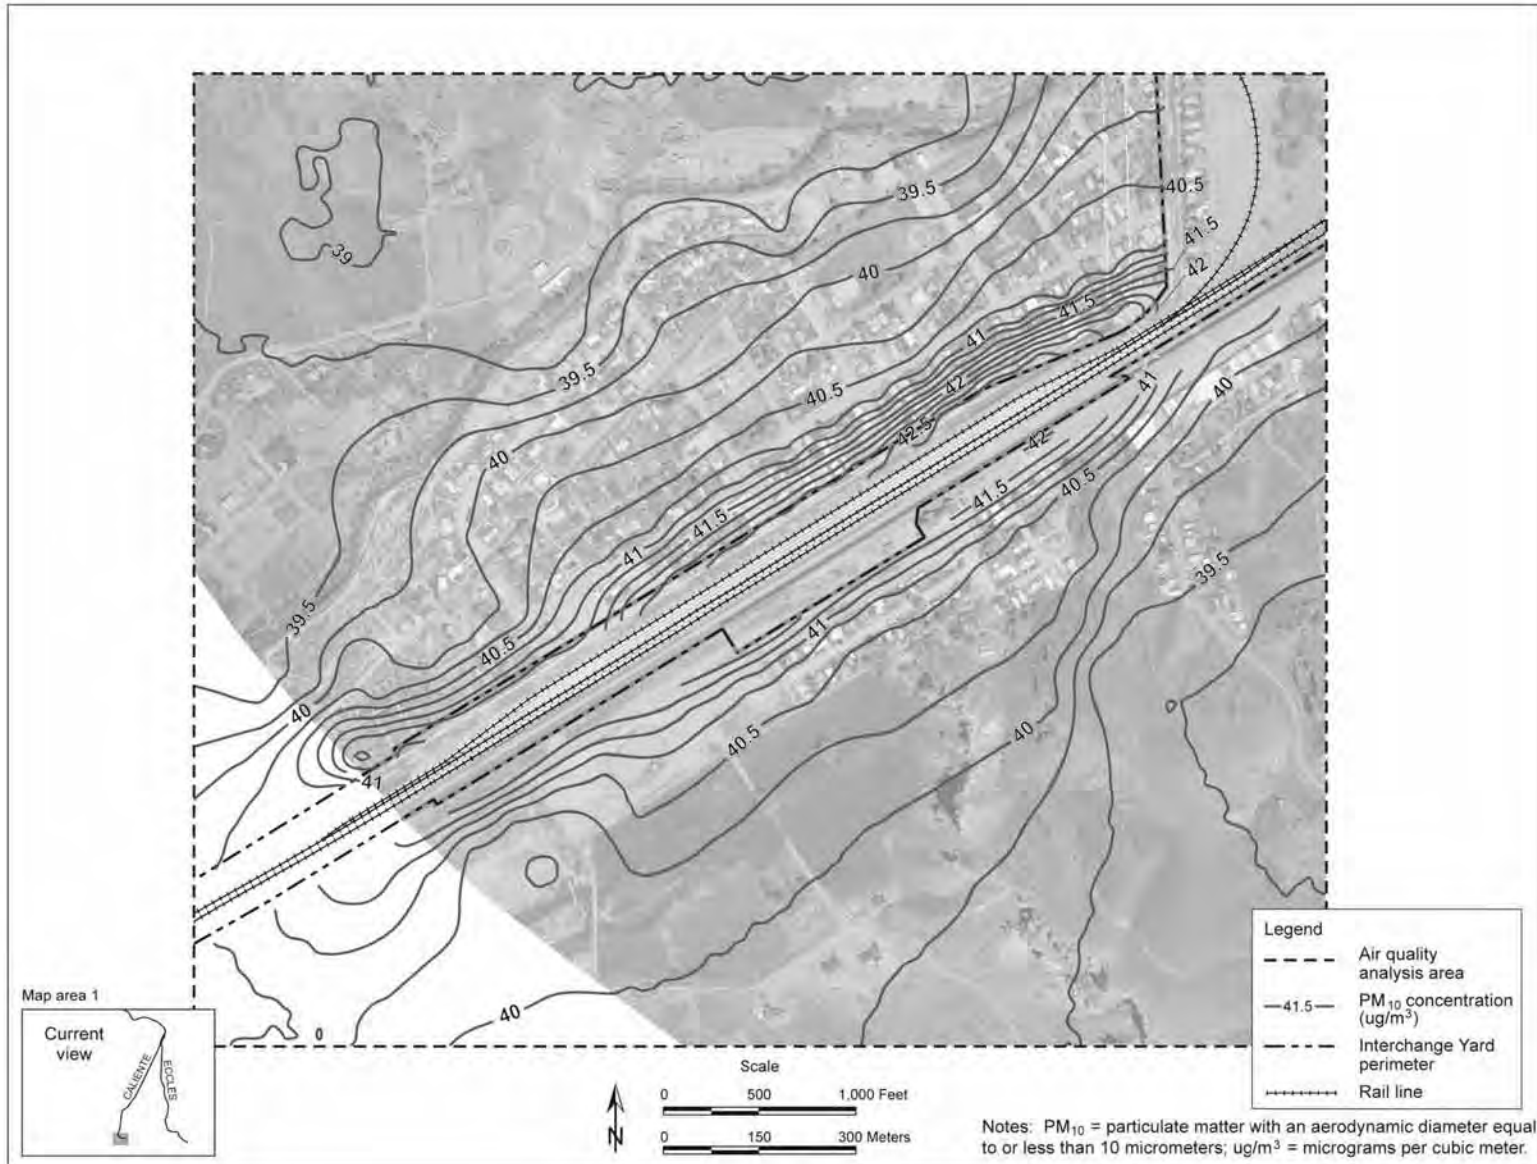 39
39.5
40.5
41.5
42
40
41
41.5
39.5
40.5
42
41
40
42.5
42
40
41.5
40.5
41.5
41
39.5
39.5
41
40.5
40
40
40.5
41
40
0
Map area 1
Current
view
CALIENTE
ECCLES
Scale
0 500 1,000 Feet
0 150 300 Meters
N
Legend
Air quality
analysis area
41.5 PM10 concentration
(ug/m³)
Interchange Yard
perimeter
Rail line
Notes: PM10 = particulate matter with an aerodynamic diameter equal
to or less than 10 micrometers; ug/m³ = micrograms per cubic meter.